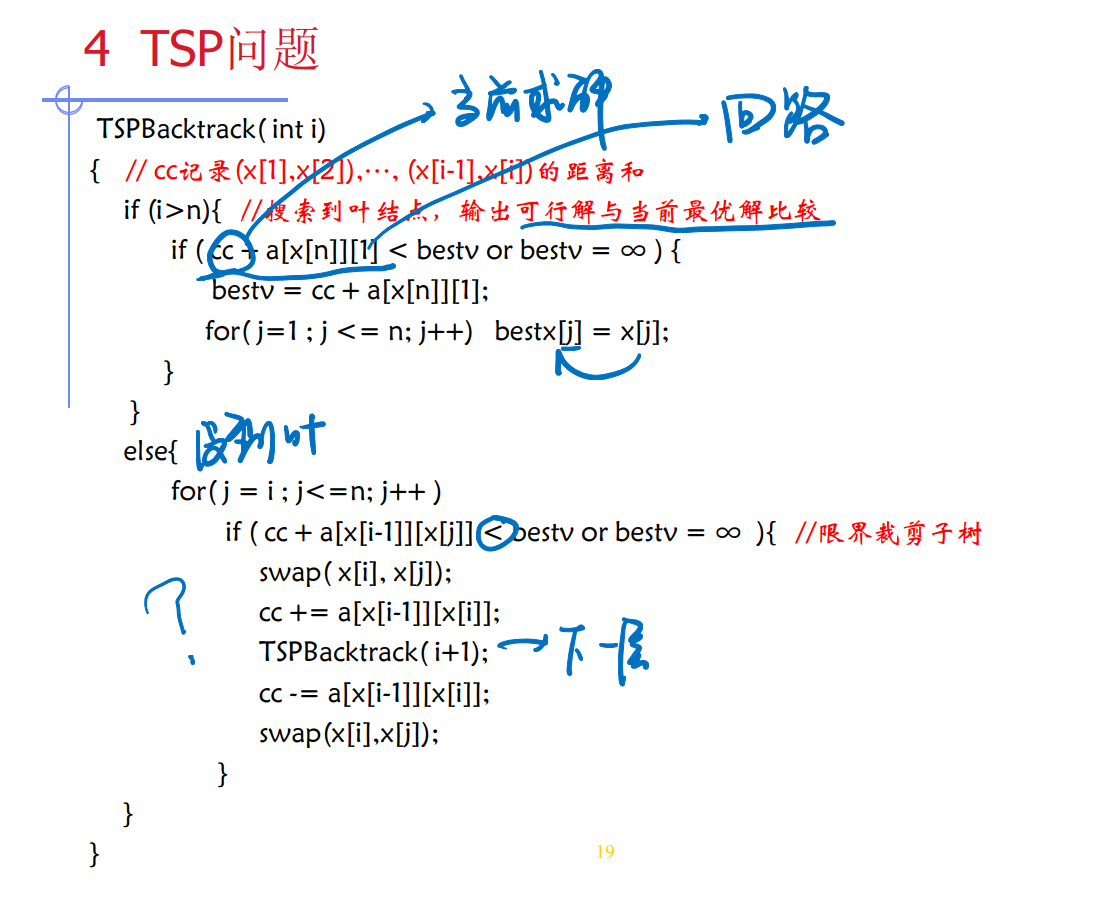 4 TSP问题
当前求解
回路
TSPBacktrack( int i)
{ // cc记录(x[1],x[2]),…, (x[i-1],x[i])的距离和
if (i>n){ //搜索到叶结点，输出可行解与当前最优解比较
if ( cc + a[x[n]][1] < bestv or bestv = ∞ ) {
bestv = cc + a[x[n]][1];
for( j=1 ; j <= n; j++) bestx[j] = x[j];
}
}
else{ 没到叶
for( j = i ; j<=n; j++ )
if ( cc + a[x[i-1]][x[j]] < bestv or bestv = ∞ ){ //限界裁剪子树
swap( x[i], x[j]);
?
cc += a[x[i-1]][x[i]];
TSPBacktrack( i+1); → 下一层
cc -= a[x[i-1]][x[i]];
swap(x[i],x[j]);
}
}
}
19